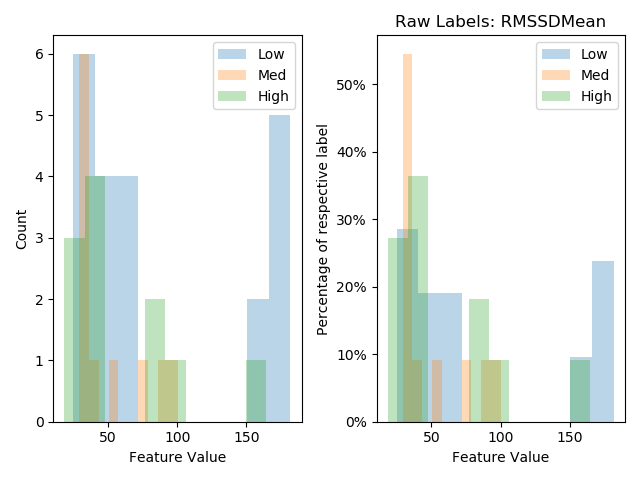 Raw Labels: RMSSDMean
6
5
4
3
2
1
0
Count
50
100
150
Feature Value
Low
Med
High
50%
40%
30%
20%
10%
0%
Percentage of respective label
50
100
150
Feature Value
Low
Med
High